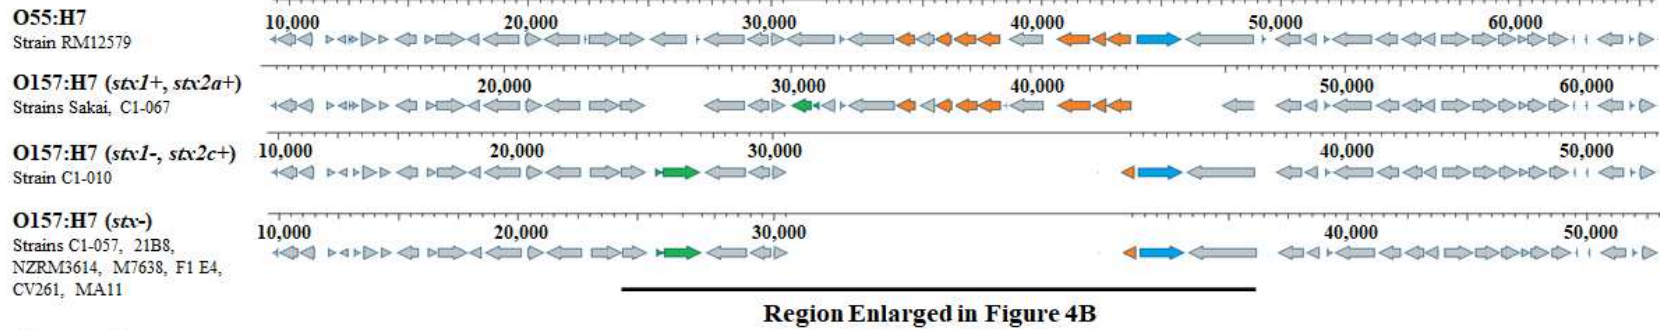 O55:H7
Strain RM12579
10,000 20,000 30,000 40,000 50,000 60,000
O157:H7 (stx1+, stx2a+)
Strains Sakai, C1-067
20,000 30,000 40,000 50,000 60,000
O157:H7 (stx1-, stx2c+)
Strain C1-010
10,000 20,000 30,000 40,000 50,000
O157:H7 (stx-)
Strains C1-057, 21B8,
NZRM3614, M7638, F1 E4,
CV261, MA11
10,000 20,000 30,000 40,000 50,000
Region Enlarged in Figure 4B